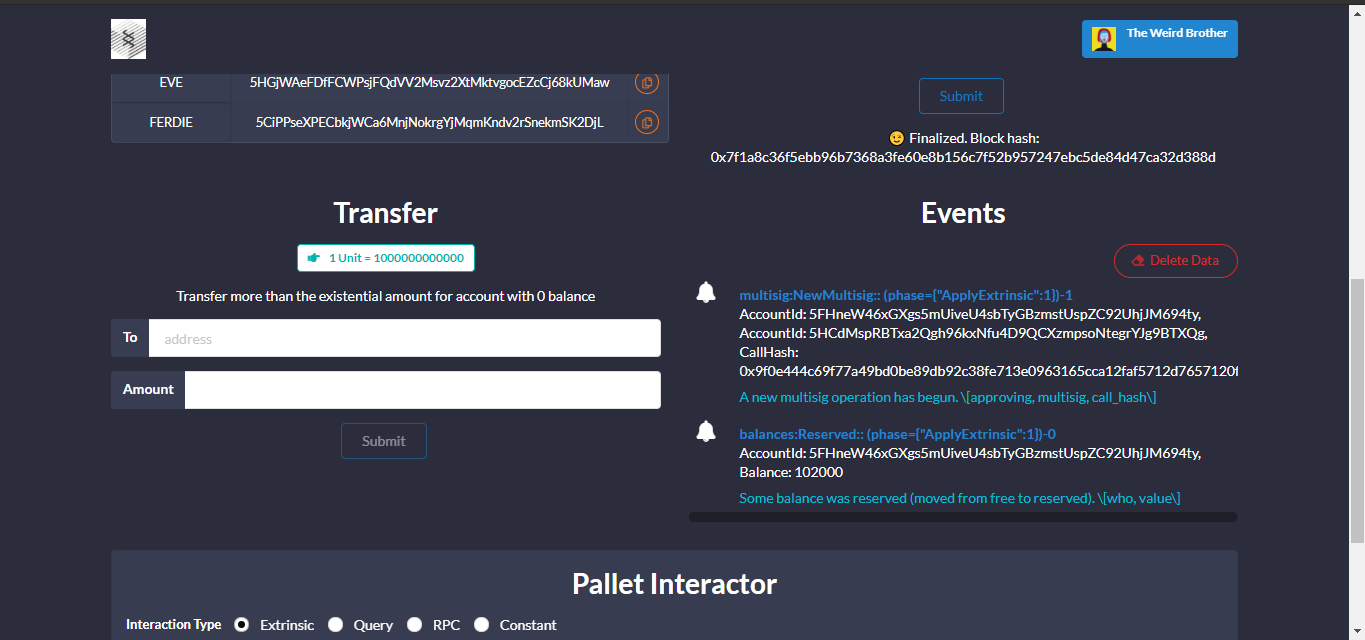 The Weird Brother
EVE 5HGjWAeFDfFCWPsjFQdVV2Msvz2XtMktvgocEZcCj68kUMaw
FERDIE 5CiPPseXPECbkjWCa6MnjNokrgYjMqmKndv2rSnekmSK2DjL
Submit
😉 Finalized. Block hash:
0x7f1a8c36f5ebb96b7368a3fe60e8b156c7f52b957247ebc5de84d47ca32d388d
Transfer
1 Unit = 1000000000000
Transfer more than the existential amount for account with 0 balance
To address
Amount
Submit
Events
Delete Data
multisig:NewMultisig:: (phase={"ApplyExtrinsic":1})-1
AccountId: 5FHneW46xGXgs5mUiveU4sbTyGBzmstUspZC92UhjJM694ty,
AccountId: 5HCdMspRBTxa2Qgh96kxNfu4D9QCXzmpsoNtegrYJg9BTXQg,
CallHash:
0x9f0e444c69f77a49bd0be89db92c38fe713e0963165cca12faf5712d7657120f
A new multisig operation has begun. \[approving, multisig, call_hash\]
balances:Reserved:: (phase={"ApplyExtrinsic":1})-0
AccountId: 5FHneW46xGXgs5mUiveU4sbTyGBzmstUspZC92UhjJM694ty,
Balance: 102000
Some balance was reserved (moved from free to reserved). \[who, value\]
Pallet Interactor
Interaction Type Extrinsic Query RPC Constant